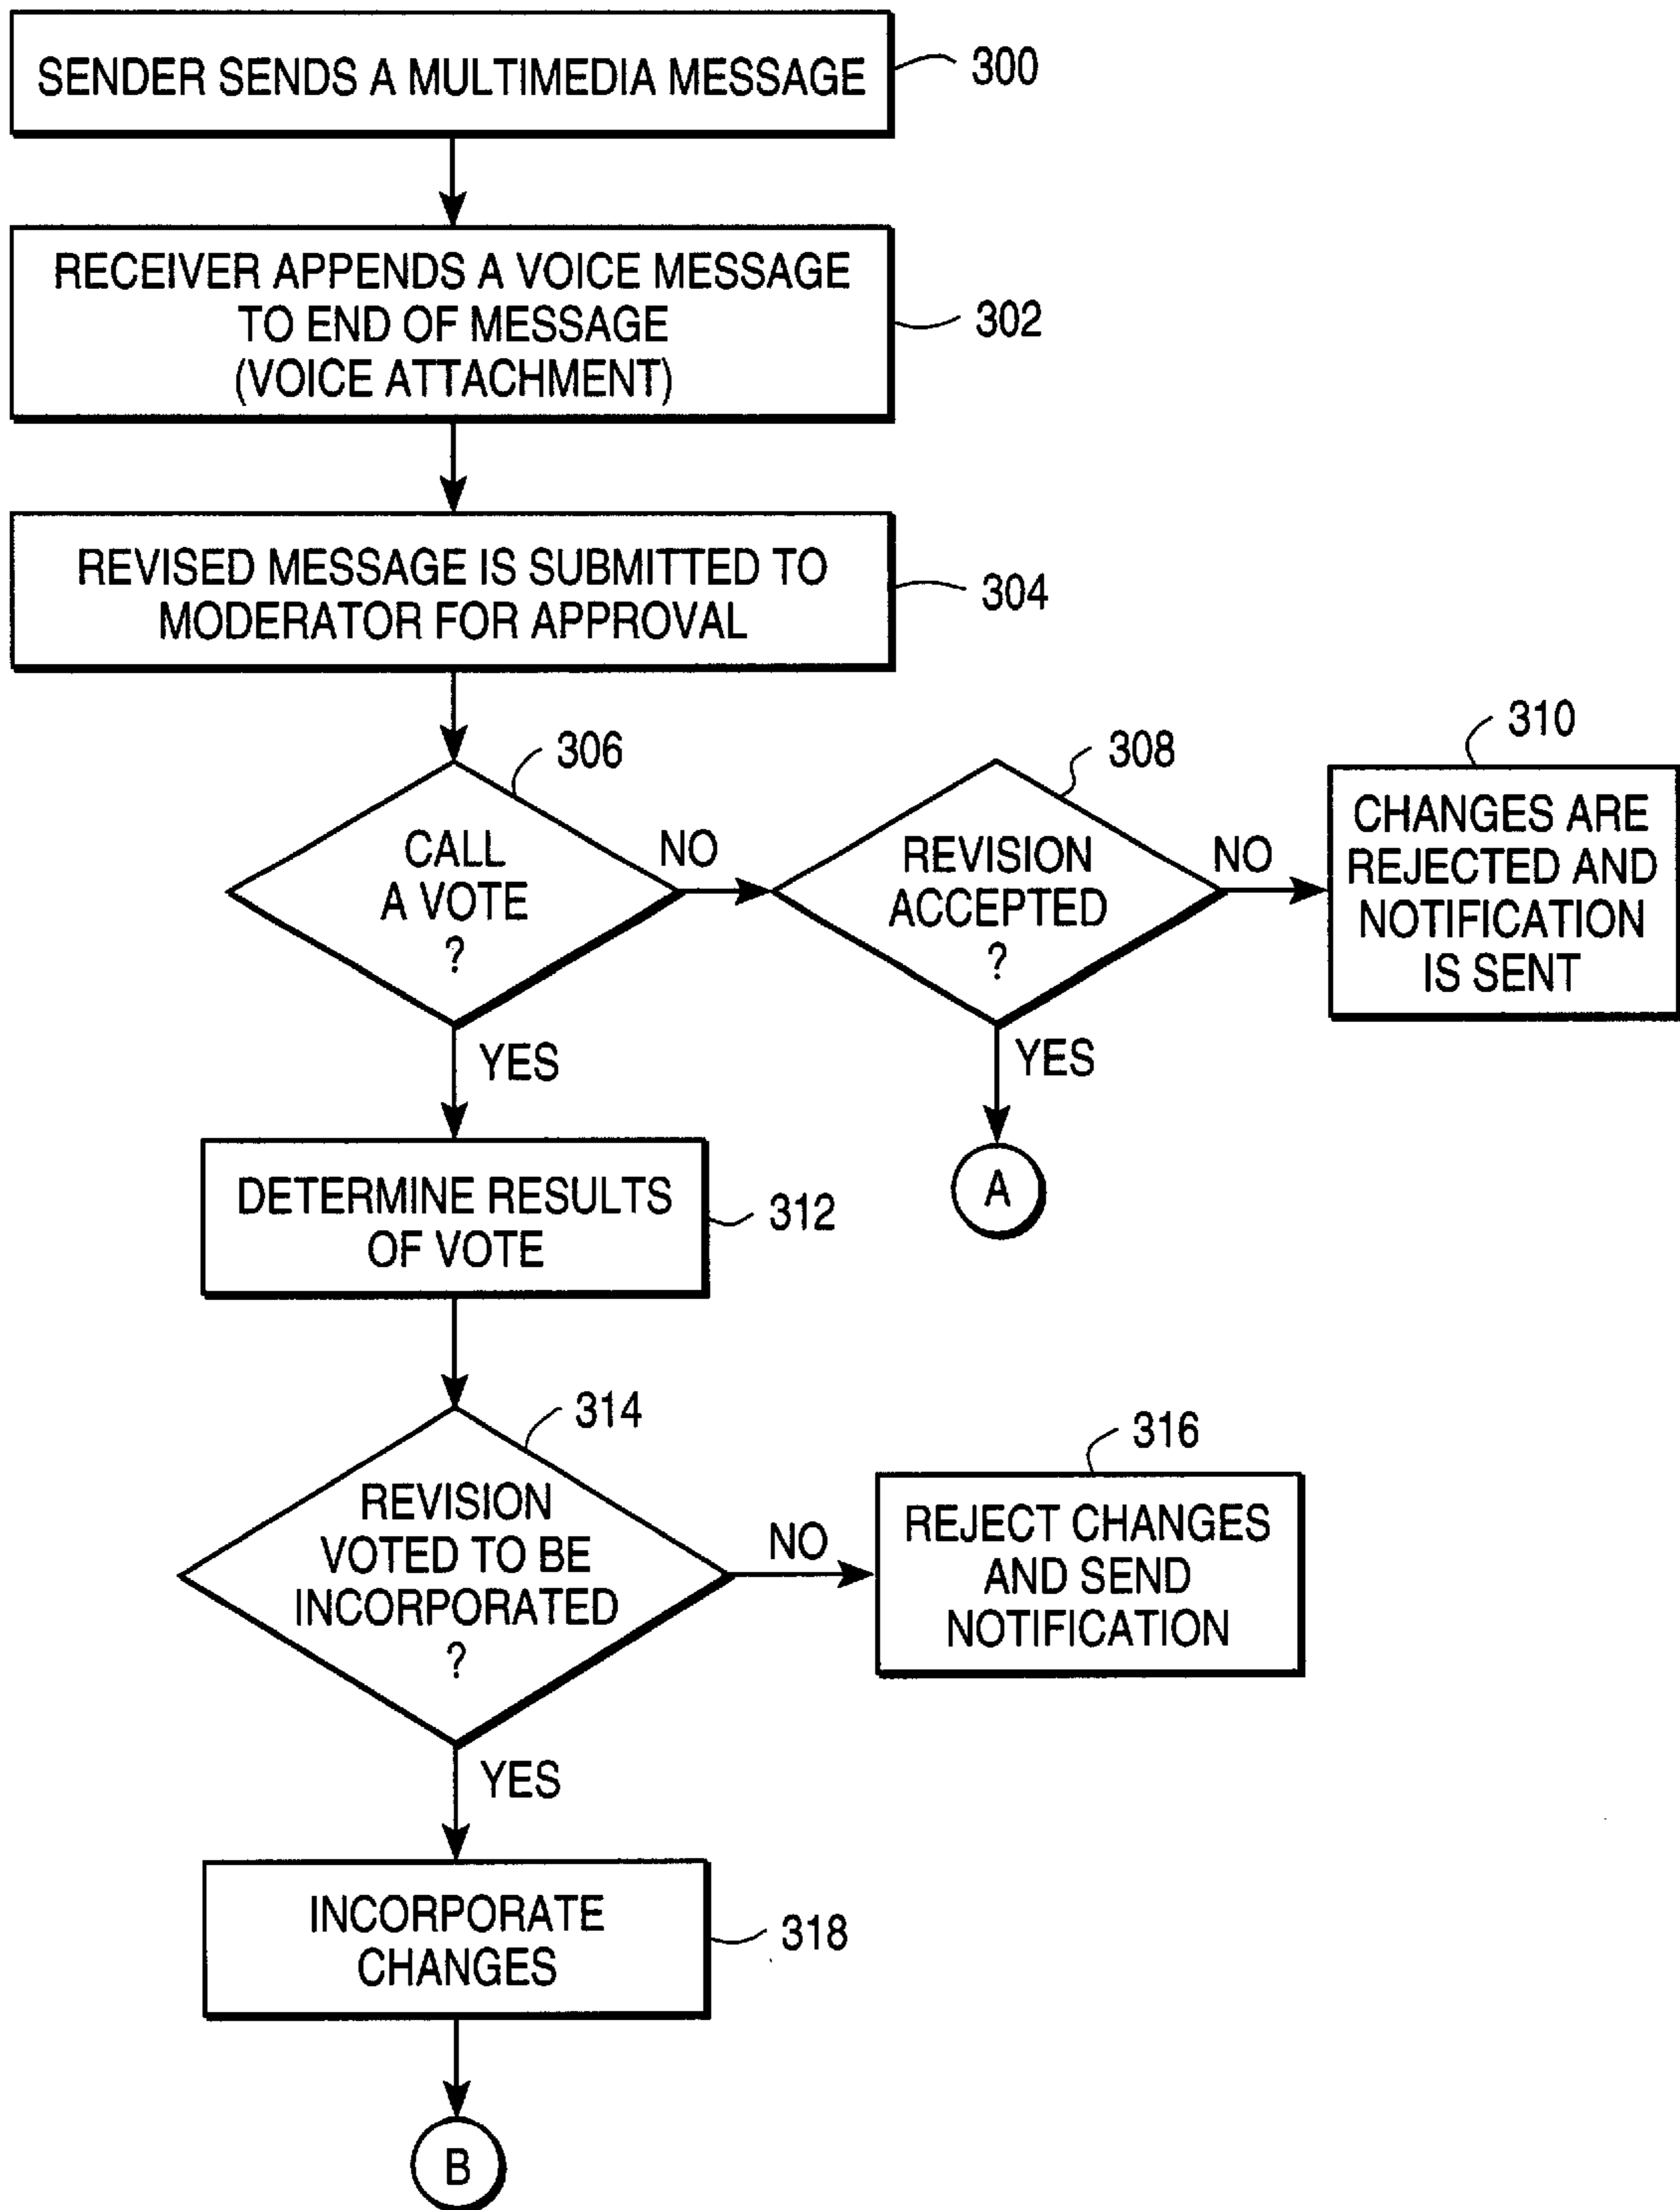 SENDER SENDS A MULTIMEDIA MESSAGE
300
RECEIVER APPENDS A VOICE MESSAGE
TO END OF MESSAGE
(VOICE ATTACHMENT)
302
REVISED MESSAGE IS SUBMITTED TO
MODERATOR FOR APPROVAL
304
306
CALL
A VOTE
?
NO
YES
308
REVISION
ACCEPTED
?
NO
YES
310
CHANGES ARE
REJECTED AND
NOTIFICATION
IS SENT
A
DETERMINE RESULTS
OF VOTE
312
314
REVISION
VOTED TO BE
INCORPORATED
?
NO
YES
316
REJECT CHANGES
AND SEND
NOTIFICATION
INCORPORATE
CHANGES
318
B